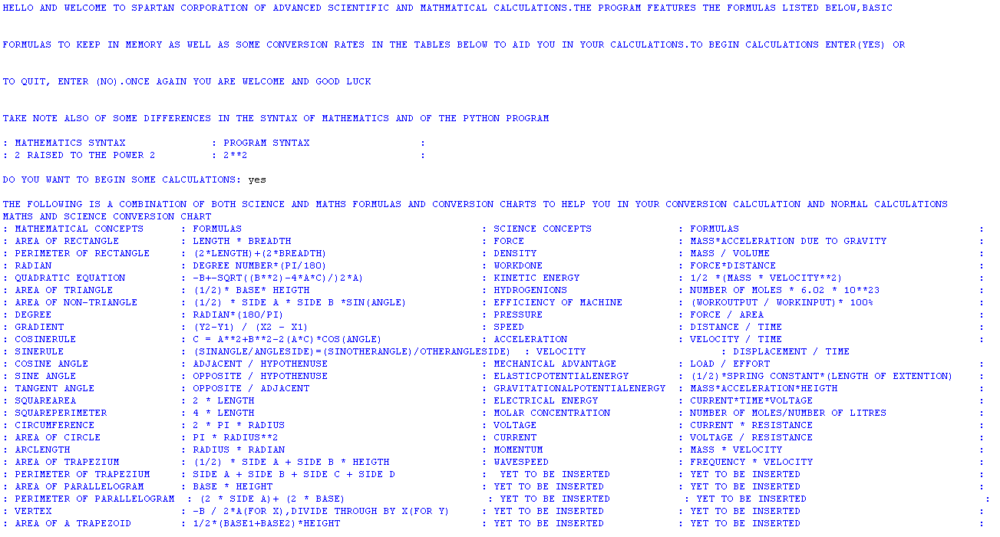 HELLO AND WELCOME TO SPARTAN CORPORATION OF ADVANCED SCIENTIFIC AND MATHMATICAL CALCULATIONS.THE PROGRAM FEATURES THE FORMULAS LISTED BELOW,BASIC
FORMULAS TO KEEP IN MEMORY AS WELL AS SOME CONVERSION RATES IN THE TABLES BELOW TO AID YOU IN YOUR CALCULATIONS.TO BEGIN CALCULATIONS ENTER(YES) OR
TO QUIT, ENTER (NO).ONCE AGAIN YOU ARE WELCOME AND GOOD LUCK
TAKE NOTE ALSO OF SOME DIFFERENCES IN THE SYNTAX OF MATHEMATICS AND OF THE PYTHON PROGRAM
: MATHEMATICS SYNTAX : PROGRAM SYNTAX :
: 2 RAISED TO THE POWER 2 : 2**2 :
DO YOU WANT TO BEGIN SOME CALCULATIONS: yes
THE FOLLOWING IS A COMBINATION OF BOTH SCIENCE AND MATHS FORMULAS AND CONVERSION CHARTS TO HELP YOU IN YOUR CONVERSION CALCULATION AND NORMAL CALCULATIONS
MATHS AND SCIENCE CONVERSION CHART
: MATHEMATICAL CONCEPTS : FORMULAS : SCIENCE CONCEPTS : FORMULAS :
: AREA OF RECTANGLE : LENGTH * BREADTH : FORCE : MASS*ACCELERATION DUE TO GRAVITY :
: PERIMETER OF RECTANGLE : (2*LENGTH)+(2*BREADTH) : DENSITY : MASS / VOLUME :
: RADIAN : DEGREE NUMBER*(PI/180) : WORKDONE : FORCE*DISTANCE :
: QUADRATIC EQUATION : -B+-SQRT((B**2)-4*A*C)/)2*A) : KINETIC ENERGY : 1/2 *(MASS * VELOCITY**2) :
: AREA OF TRIANGLE : (1/2)* BASE* HEIGTH : HYDROGENIONS : NUMBER OF MOLES * 6.02 * 10**23 :
: AREA OF NON-TRIANGLE : (1/2) * SIDE A * SIDE B *SIN(ANGLE) : EFFICIENCY OF MACHINE : (WORKOUTPUT / WORKINPUT)* 100% :
: DEGREE : RADIAN*(180/PI) : PRESSURE : FORCE / AREA :
: GRADIENT : (Y2-Y1) / (X2 - X1) : SPEED : DISTANCE / TIME :
: COSINERULE : C = A**2+B**2-2(A*C)*COS(ANGLE) : ACCELERATION : VELOCITY / TIME :
: SINERULE : (SINANGLE/ANGLESIDE)=(SINOTHERANGLE)/OTHERANGLESIDE) : VELOCITY : DISPLACEMENT / TIME
: COSINE ANGLE : ADJACENT / HYPOTHENUSE : MECHANICAL ADVANTAGE : LOAD / EFFORT :
: SINE ANGLE : OPPOSITE / HYPOTHENUSE : ELASTICPOTENTIALENERGY : (1/2)*SPRING CONSTANT*(LENGTH OF EXTENTION) :
: TANGENT ANGLE : OPPOSITE / ADJACENT : GRAVITATIONALPOTENTIALENERGY : MASS*ACCELERATION*HEIGTH :
: SQUAREAREA : 2 * LENGTH : ELECTRICAL ENERGY : CURRENT*TIME*VOLTAGE :
: SQUAREPERIMETER : 4 * LENGTH : MOLAR CONCENTRATION : NUMBER OF MOLES/NUMBER OF LITRES :
: CIRCUMFERENCE : 2 * PI * RADIUS : VOLTAGE : CURRENT * RESISTANCE :
: AREA OF CIRCLE : PI * RADIUS**2 : CURRENT : VOLTAGE / RESISTANCE :
: ARCLENGTH : RADIUS * RADIAN : MOMENTUM : MASS * VELOCITY :
: AREA OF TRAPEZIUM : (1/2) * SIDE A + SIDE B * HEIGTH : WAVESPEED : FREQUENCY * VELOCITY :
: PERIMETER OF TRAPEZIUM : SIDE A + SIDE B + SIDE C + SIDE D : YET TO BE INSERTED : YET TO BE INSERTED :
: AREA OF PARALLELOGRAM : BASE * HEIGHT : YET TO BE INSERTED : YET TO BE INSERTED :
: PERIMETER OF PARALLELOGRAM : (2 * SIDE A)+ (2 * BASE) : YET TO BE INSERTED : YET TO BE INSERTED :
: VERTEX : -B / 2*A(FOR X),DIVIDE THROUGH BY X(FOR Y) : YET TO BE INSERTED : YET TO BE INSERTED :
: AREA OF A TRAPEZOID : 1/2*(BASE1+BASE2)*HEIGHT : YET TO BE INSERTED : YET TO BE INSERTED :